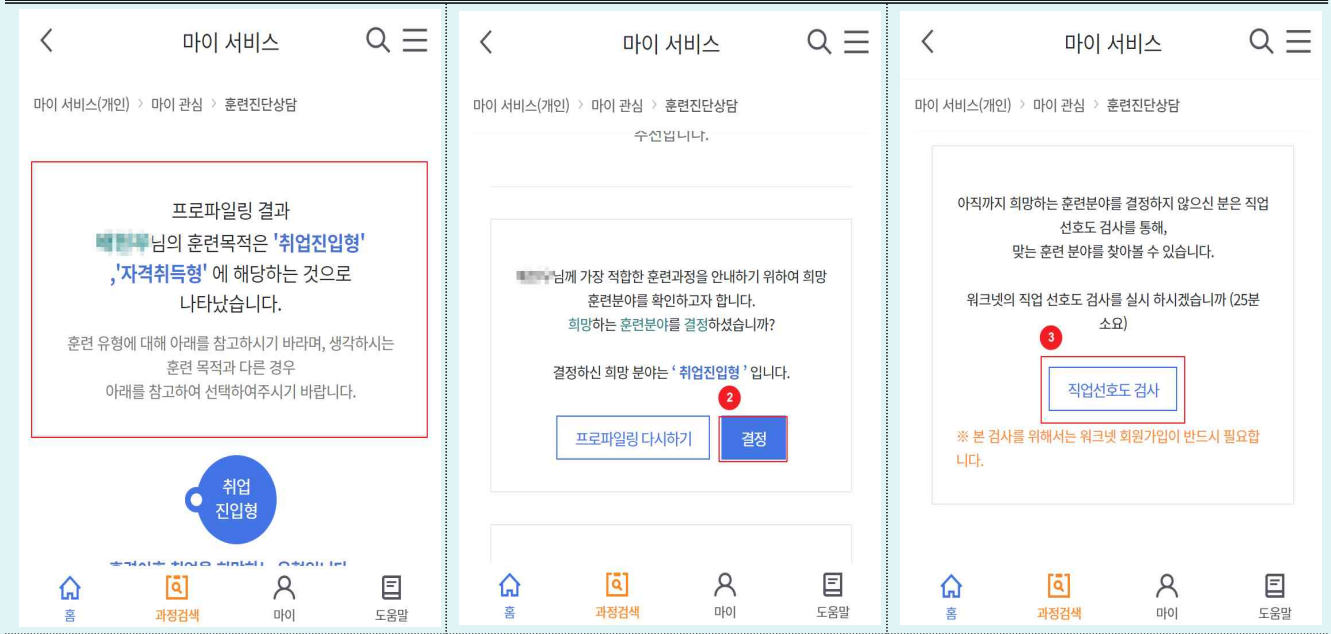 마이 서비스
마이 서비스(개인) > 마이 관심 > 훈련진단상담
프로파일링 결과
님의 훈련목적은 '취업진입형'
,'자격취득형' 에 해당하는 것으로
나타났습니다.
훈련 유형에 대해 아래를 참고하시기 바라며, 생각하시는
훈련 목적과 다른 경우
아래를 참고하여 선택하여주시기 바랍니다.
취업
진입형
홈
과정검색
마이
도움말
마이 서비스
마이 서비스(개인) > 마이 관심 > 훈련진단상담
님께 가장 적합한 훈련과정을 안내하기 위하여 희망
훈련분야를 확인하고자 합니다.
희망하는 훈련분야를 결정하셨습니까?
결정하신 희망 분야는 ‘ 취업진입형 ’ 입니다.
2
프로파일링 다시하기
결정
홈
과정검색
마이
도움말
마이 서비스
마이 서비스(개인) > 마이 관심 > 훈련진단상담
아직까지 희망하는 훈련분야를 결정하지 않으신 분은 직업
선호도 검사를 통해,
맞는 훈련 분야를 찾아볼 수 있습니다.
워크넷의 직업 선호도 검사를 실시 하시겠습니까 (25분
소요)
3
직업선호도 검사
※ 본 검사를 위해서는 워크넷 회원가입이 반드시 필요합
니다.
홈
과정검색
마이
도움말